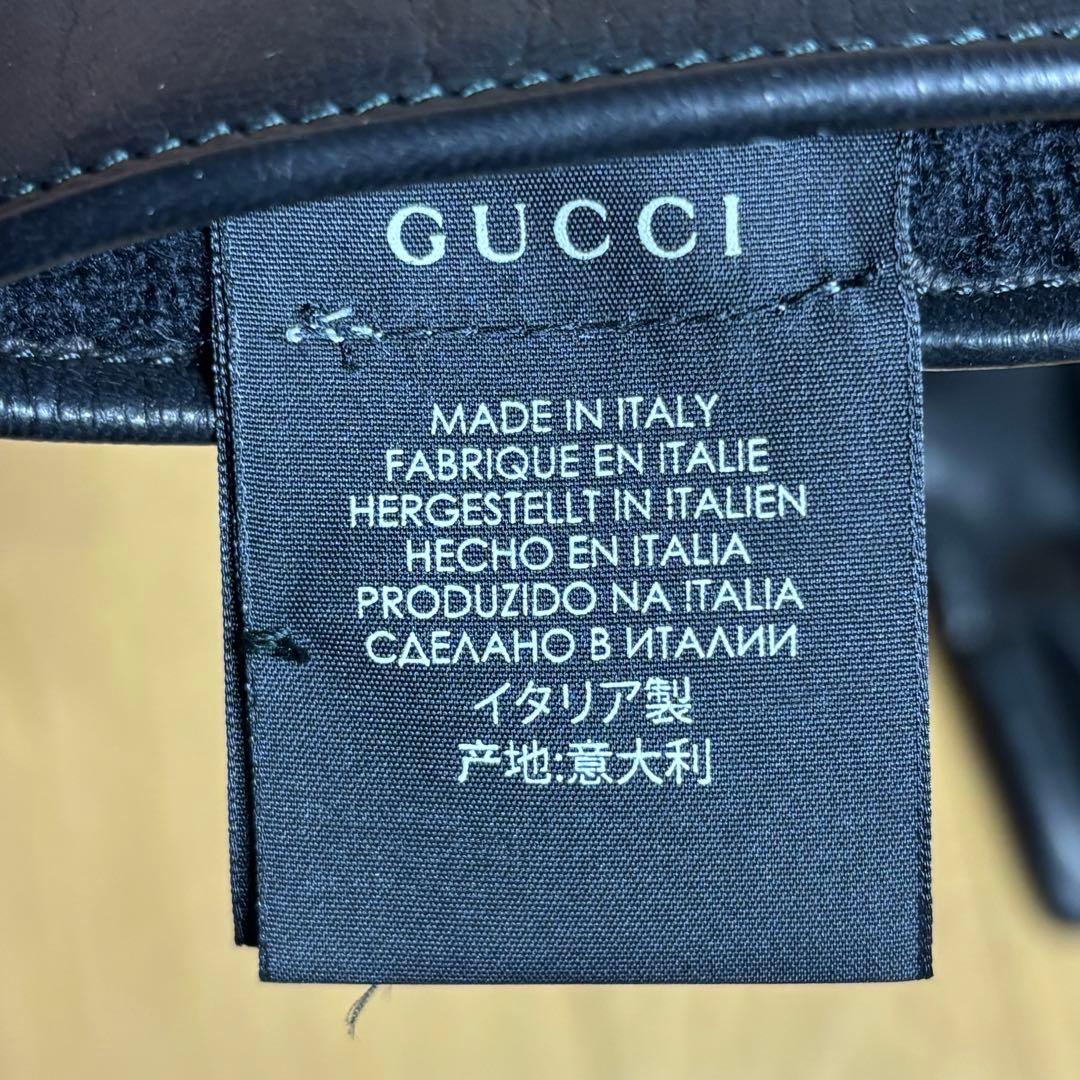 GUCCI
MADE IN ITALY
FABRIQUE EN ITALIE
HERGESTELLT IN ITALIEN
HECHO EN ITALIA
PRODUZIDO NA ITALIA
СДЕЛАНО В ИТАЛИИ
イタリア製
产地:意大利